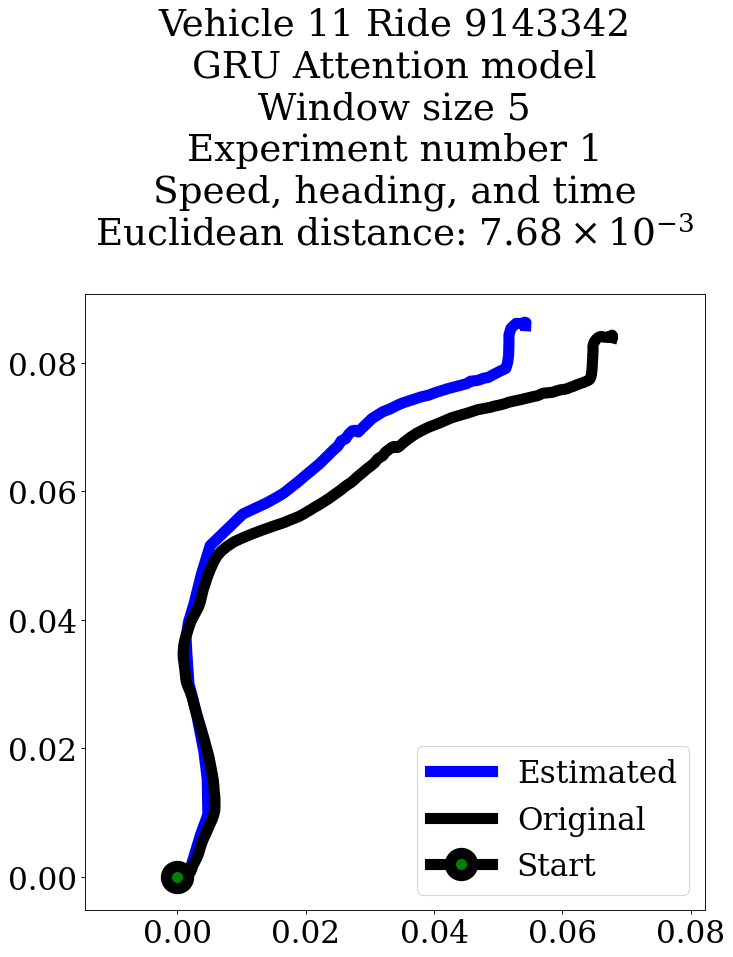 Vehicle 11 Ride 9143342
GRU Attention model
Window size 5
Experiment number 1
Speed, heading, and time
Euclidean distance: 7.68 × 10⁻³
0.08
0.06
0.04
0.02
0.00
Estimated
Original
Start
0.00 0.02 0.04 0.06 0.08